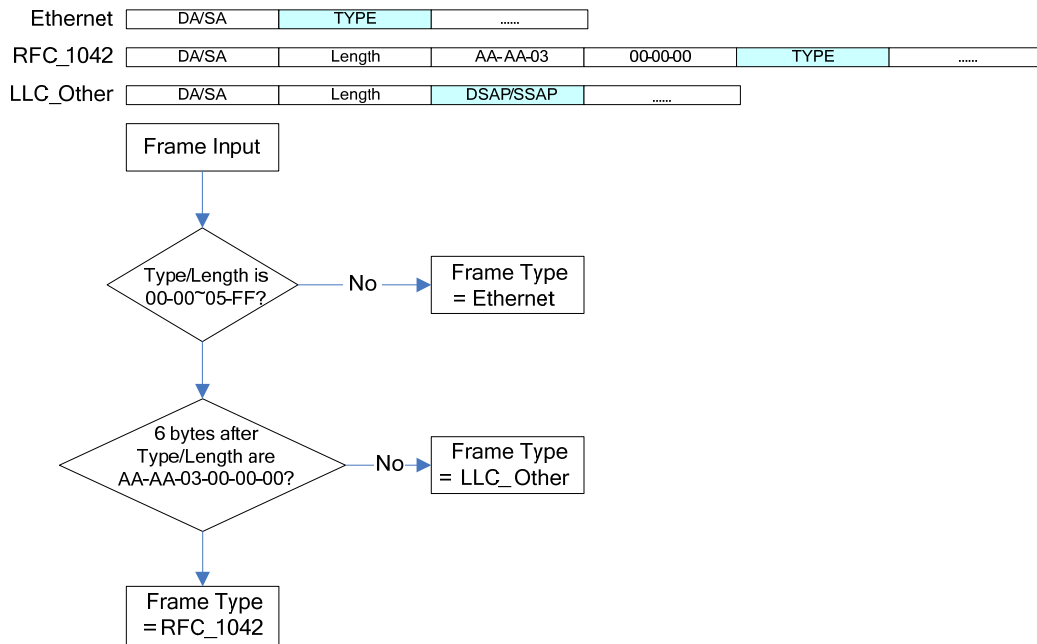 Ethernet DA/SA TYPE ......
RFC_1042 DA/SA Length AA-AA-03 00-00-00 TYPE ......
LLC_Other DA/SA Length DSAP/SSAP ......
Frame Input
Type/Length is
00-00~05-FF?
No
Frame Type
= Ethernet
6 bytes after
Type/Length are
AA-AA-03-00-00-00?
No
Frame Type
= LLC_Other
Frame Type
=RFC_1042